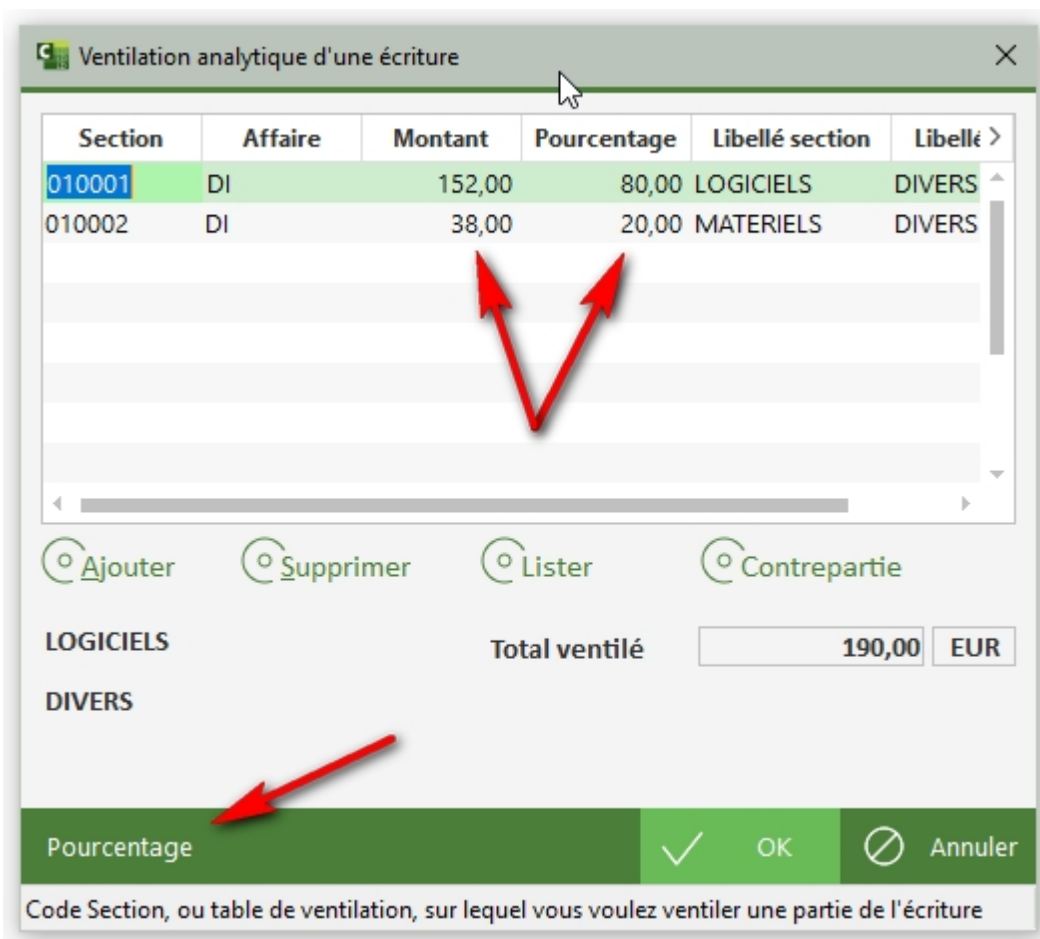 Ventilation analytique d'une écriture
Section Affaire Montant Pourcentage Libellé section Libellé
010001 DI 152,00 80,00 LOGICIELS DIVERS
010002 DI 38,00 20,00 MATERIELS DIVERS
Ajouter Supprimer Lister Contrepartie
LOGICIELS Total ventilé 190,00 EUR
DIVERS
Pourcentage OK Annuler
Code Section, ou table de ventilation, sur lequel vous voulez ventiler une partie de l'écriture